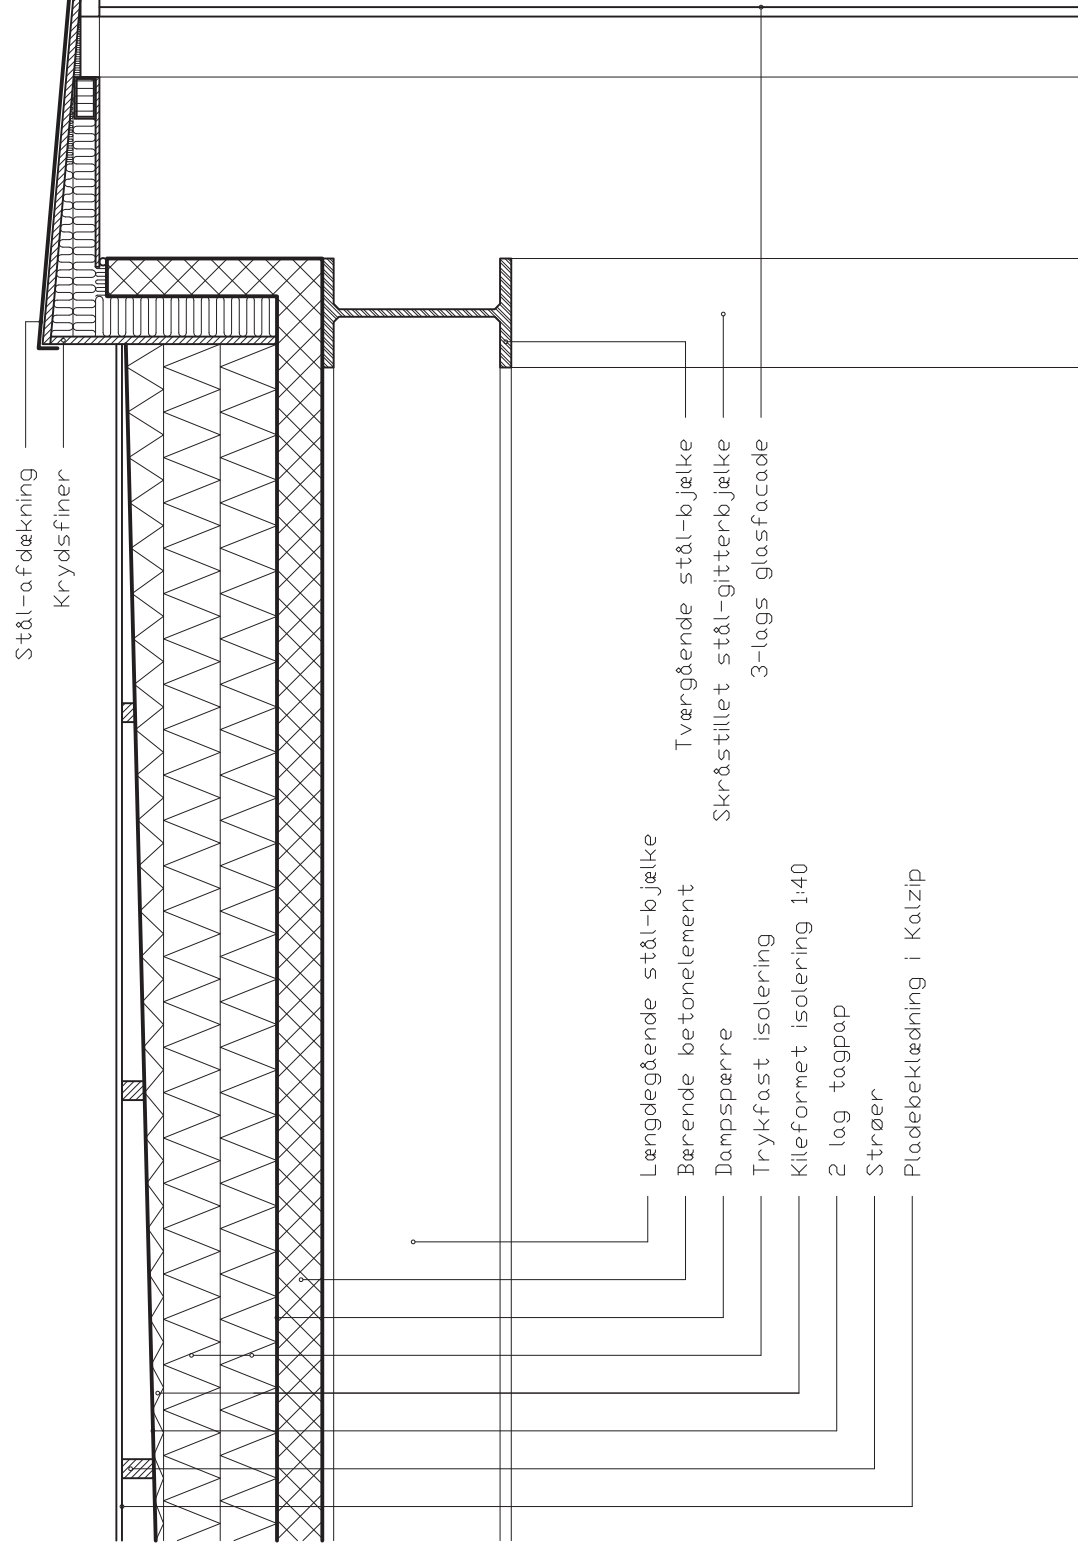 Stål-afdækning
Krydsfiner
Tværgående stål-bjælke
Skråstillet stål-gitterbjælke
3-lags glasfacade
Længdegående stål-bjælke
Bærende betonelement
Dampspærre
Trykfast isolering
Kileformet isolering 1:40
2 lag tagpap
Strøer
Pladebeklædning i Kalzip